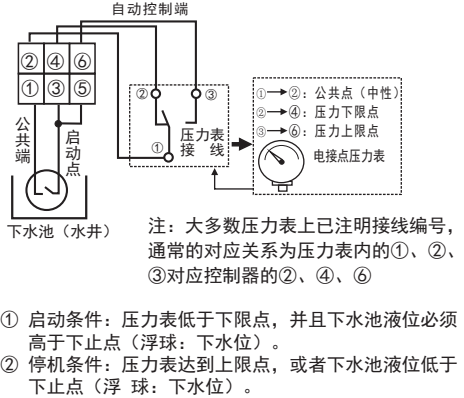 自动控制端
② ④ ⑥
① ③ ⑤
公共端
启动点
下水池（水井）
② ③
①
压力表
接 线
①→②：公共点（中性）
②→④：压力下限点
③→⑥：压力上限点
电接点压力表
注：大多数压力表上已注明接线编号，
通常的对应关系为压力表内的①、②、
③对应控制器的②、④、⑥
① 启动条件：压力表低于下限点，并且下水池液位必须
高于下止点（浮球：下水位）。
② 停机条件：压力表达到上限点，或者下水池液位低于
下止点（浮 球：下水位）。